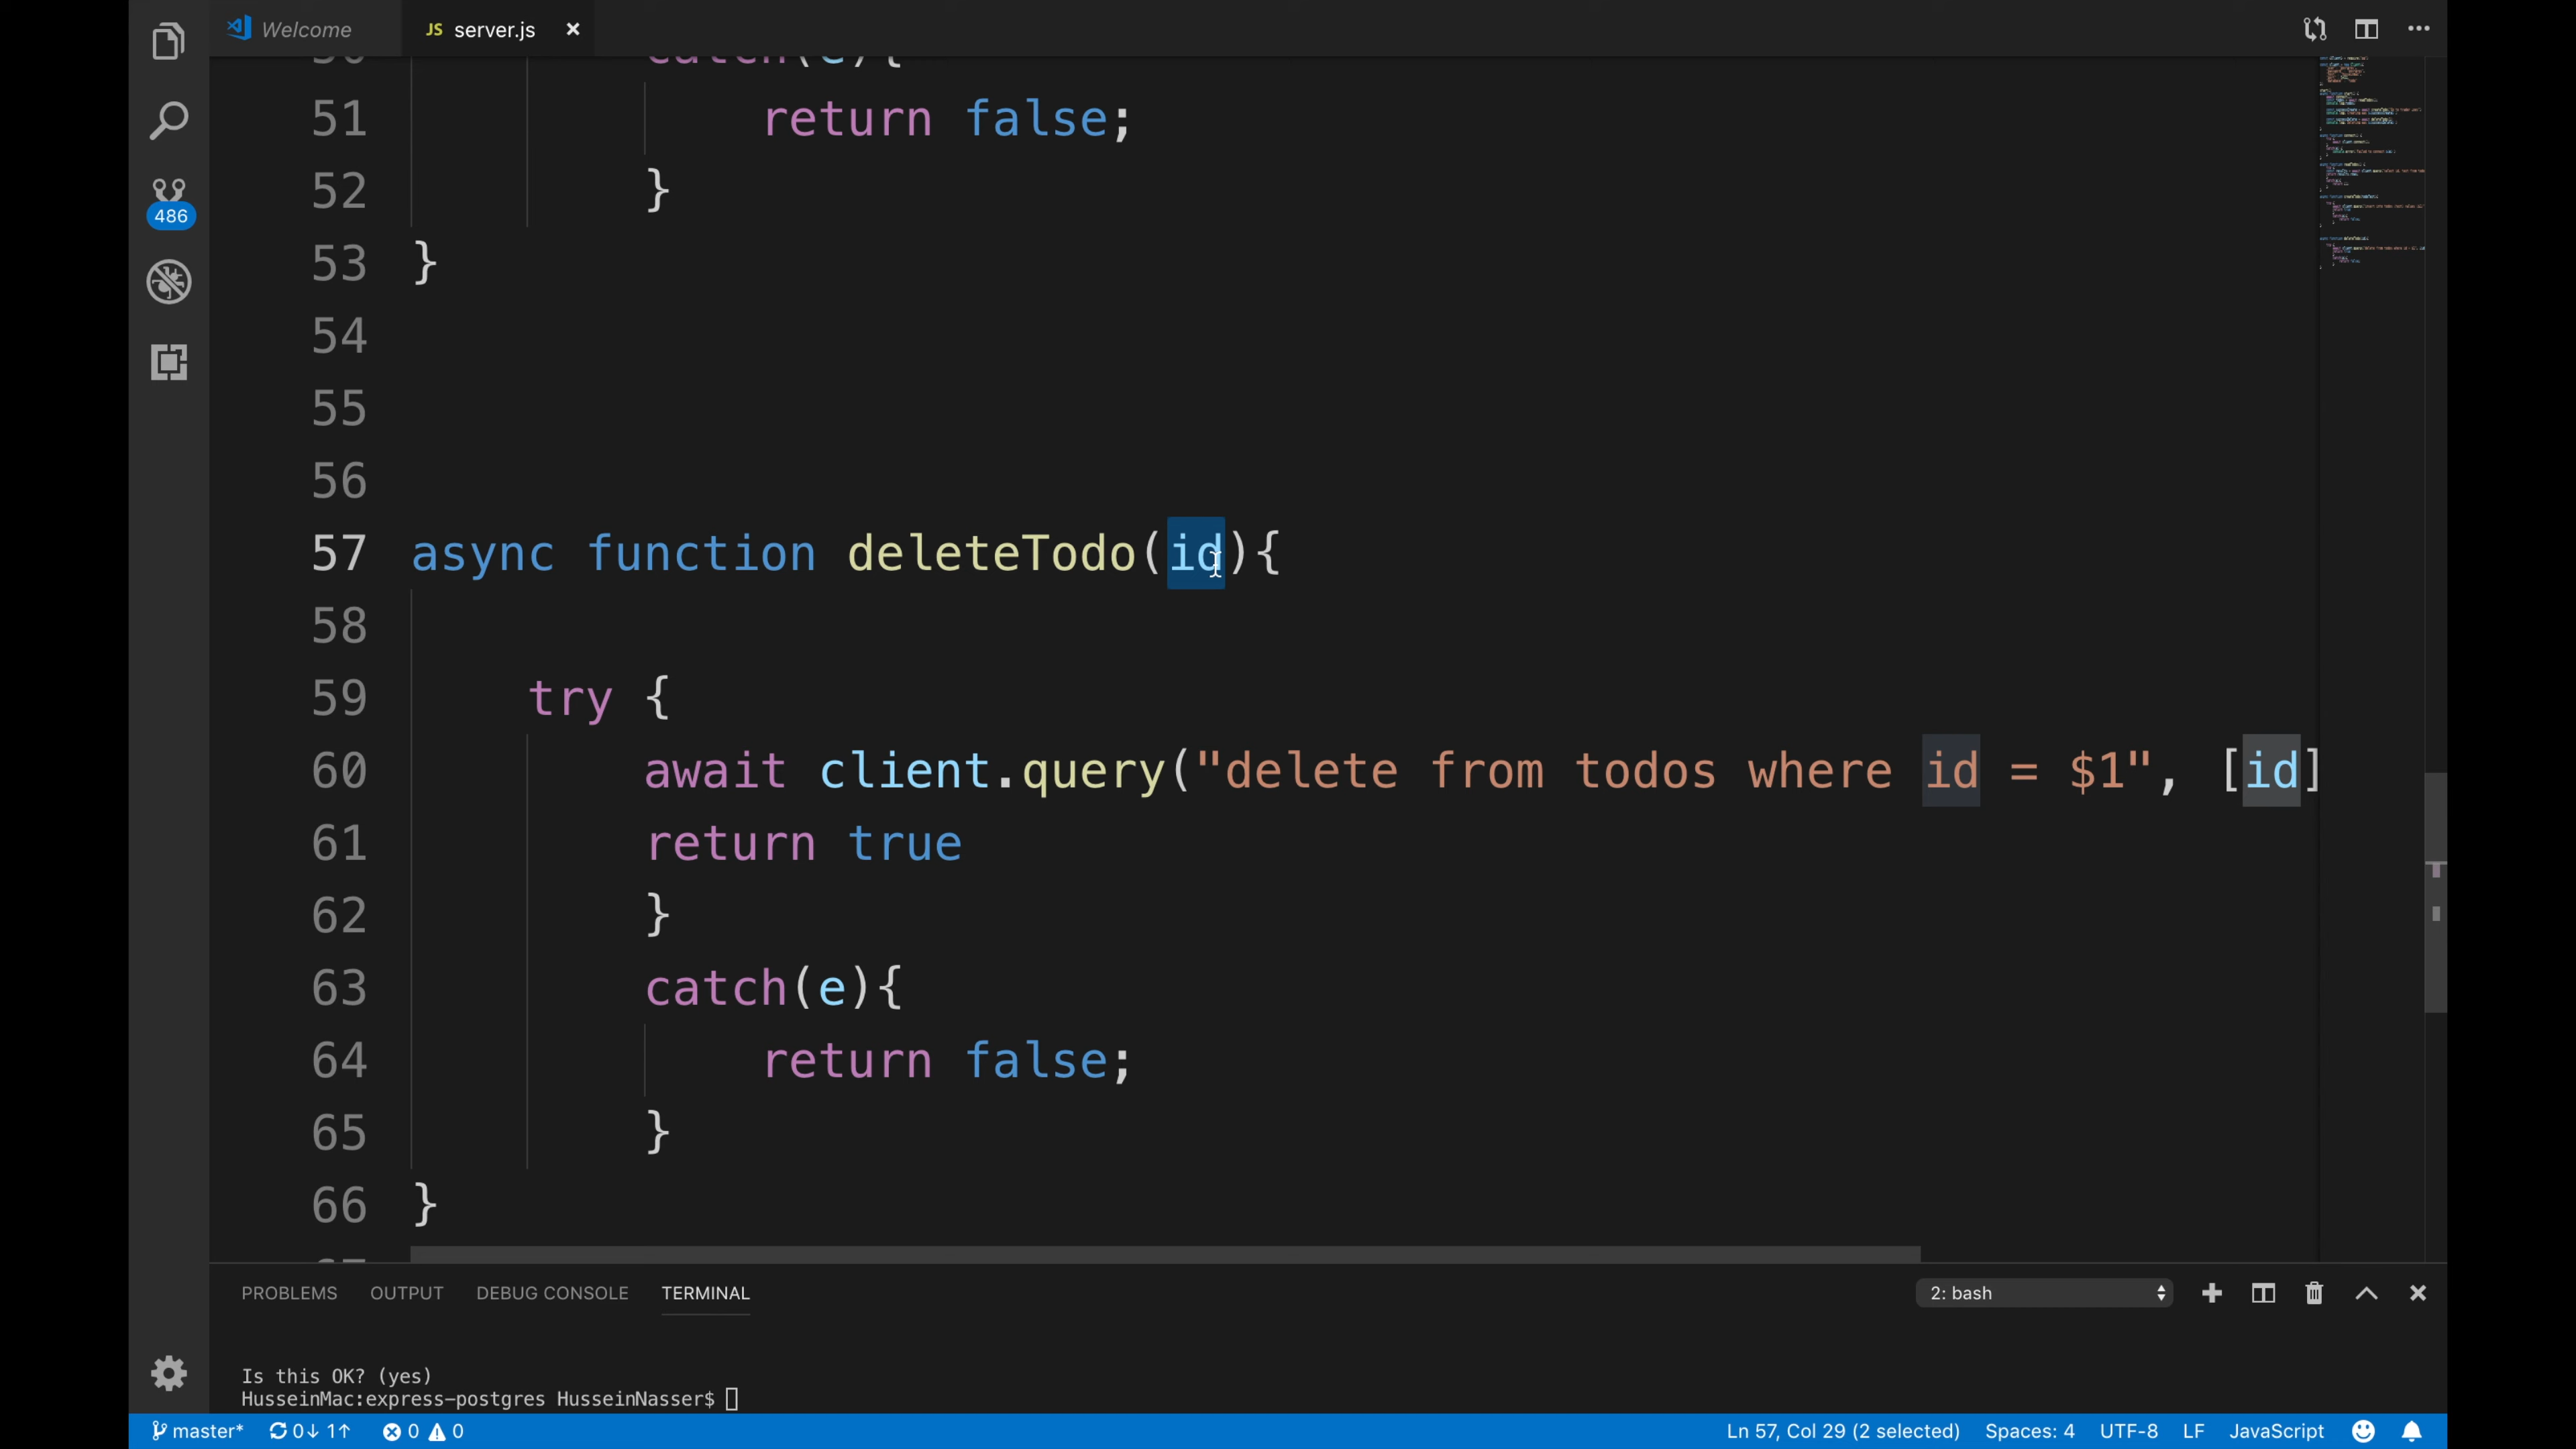 Welcome
JS server.js
50 catch(e){
51 return false;
52 }
53 }
54
55
56
57 async function deleteTodo(id){
58
59 try {
60 await client.query("delete from todos where id = $1", [id]
61 return true
62 }
63 catch(e){
64 return false;
65 }
66 }
486
PROBLEMS OUTPUT DEBUG CONSOLE TERMINAL 2: bash
Is this OK? (yes)
HusseinMac:express-postgres HusseinNasser$
master* 0↓ 1↑ 0 0 Ln 57, Col 29 (2 selected) Spaces: 4 UTF-8 LF JavaScript